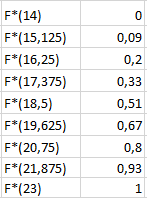 F*(14) 0
F*(15,125) 0,09
F*(16,25) 0,2
F*(17,375) 0,33
F*(18,5) 0,51
F*(19,625) 0,67
F*(20,75) 0,8
F*(21,875) 0,93
F*(23) 1